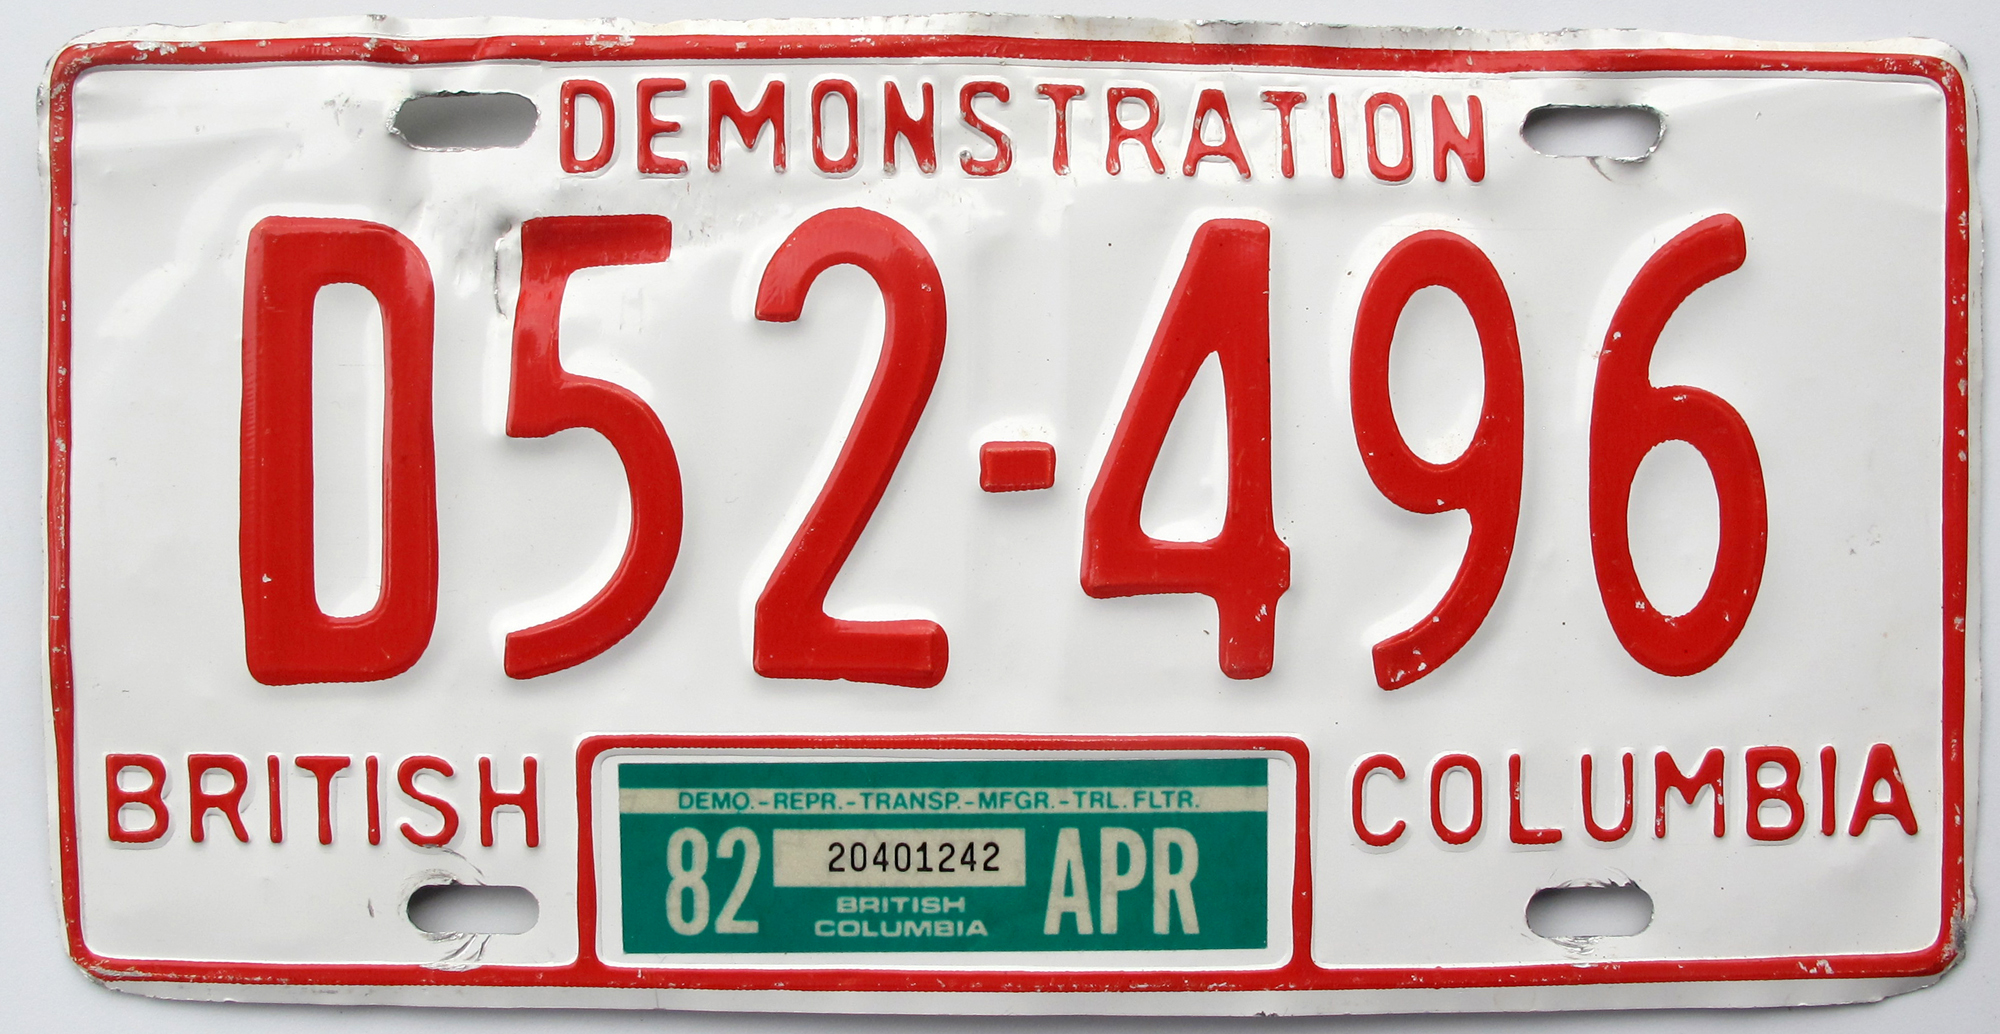 DEMONSTRATION
D52-496
BRITISH COLUMBIA
DEMO.-REPR.-TRANSP.-MFGR.-TRL.FLTR.
82 20401242 APR
BRITISH
COLUMBIA